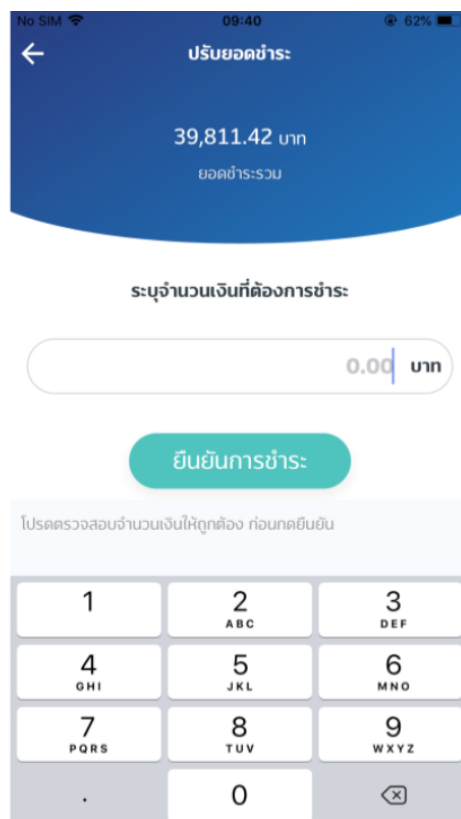 No SIM 09:40 62%
ปรับยอดชำระ
39,811.42 บาท
ยอดชำระรวม
ระบุจำนวนเงินที่ต้องการชำระ
0.00 บาท
ยืนยันการชำระ
โปรดตรวจสอบจำนวนเงินให้ถูกต้อง ก่อนกดยืนยัน
1 2 3
ABC DEF
4 5 6
GHI JKL MNO
7 8 9
PQRS TUV WXYZ
. 0